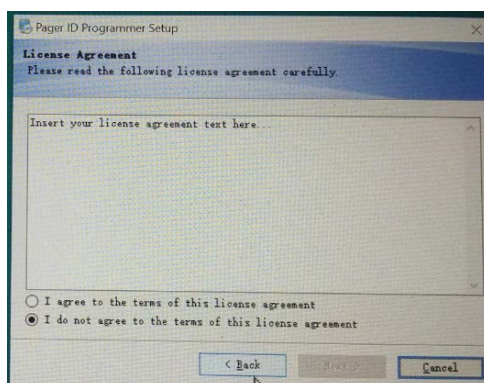 Pager ID Programmer Setup
License Agreement
Please read the following license agreement carefully.
Insert your license agreement text here...
I agree to the terms of this license agreement
I do not agree to the terms of this license agreement
< Back
Next >
Cancel